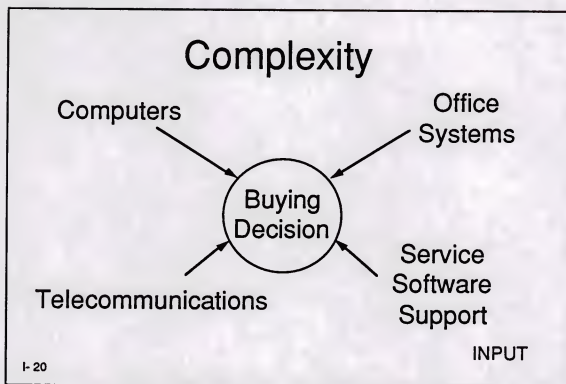 Complexity
Computers
Office
Systems
Buying
Decision
Telecommunications
Service
Software
Support
I-20
INPUT